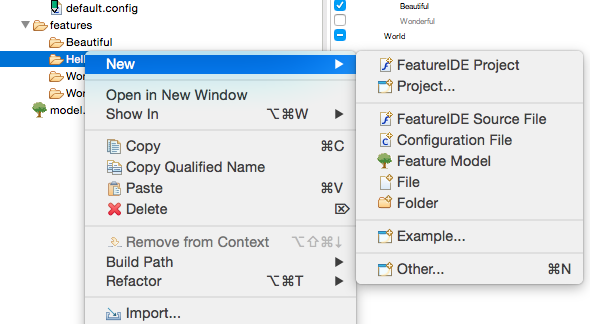 default.config
features
Beautiful
Hell
Wor
Wor
model.
Beautiful
Wonderful
World
New
Open in New Window
Show In ⌥⌘W
Copy ⌘C
Copy Qualified Name
Paste ⌘V
Delete ⌦
Remove from Context ⌥⇧⌘↓
Build Path
Refactor ⌥⌘T
Import...
FeatureIDE Project
Project...
FeatureIDE Source File
Configuration File
Feature Model
File
Folder
Example...
Other... ⌘N